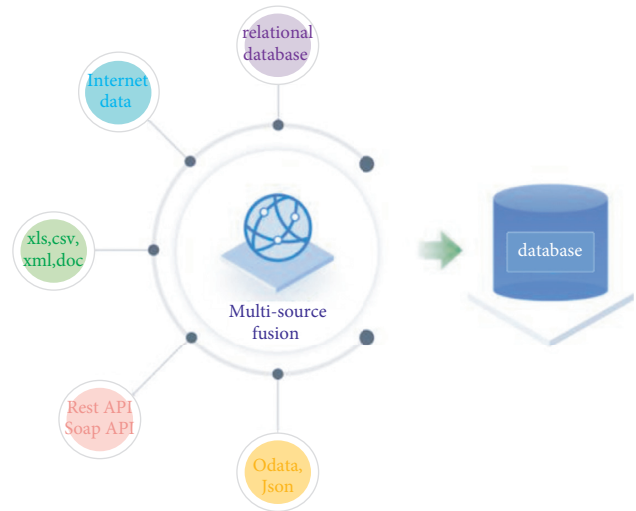 relational
database
Internet
data
xls,csv,
xml,doc
Multi-source
fusion
database
Rest API
Soap API
Odata,
Json